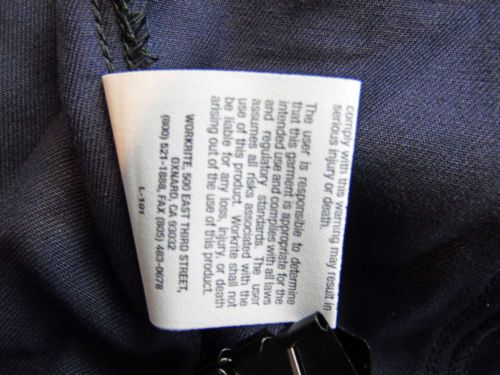 comply with this warning may result in
serious injury or death.
The user is responsible to determine
that this garment is appropriate for the
intended use and complies with all laws
and regulatory standards. The user
assumes all risks associated with the
use of this product. Workrite shall not
be liable for any loss, injury, or death
arising out of the use of this product.
WORKRITE, 500 EAST THIRD STREET,
OXNARD, CA 93032
(800) 521-1888, FAX (805) 483-0678
L-101